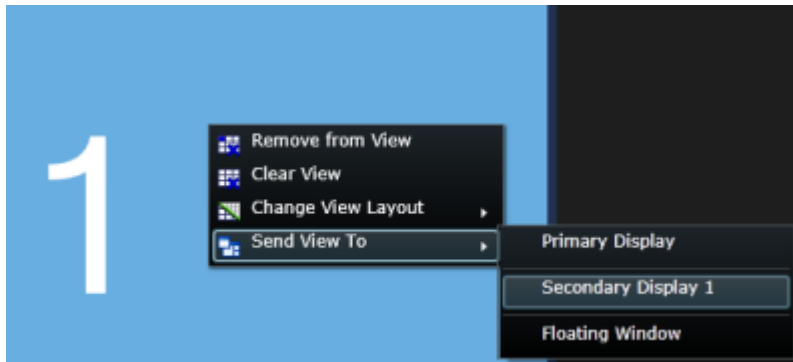 1
Remove from View
Clear View
Change View Layout
Send View To
Primary Display
Secondary Display 1
Floating Window